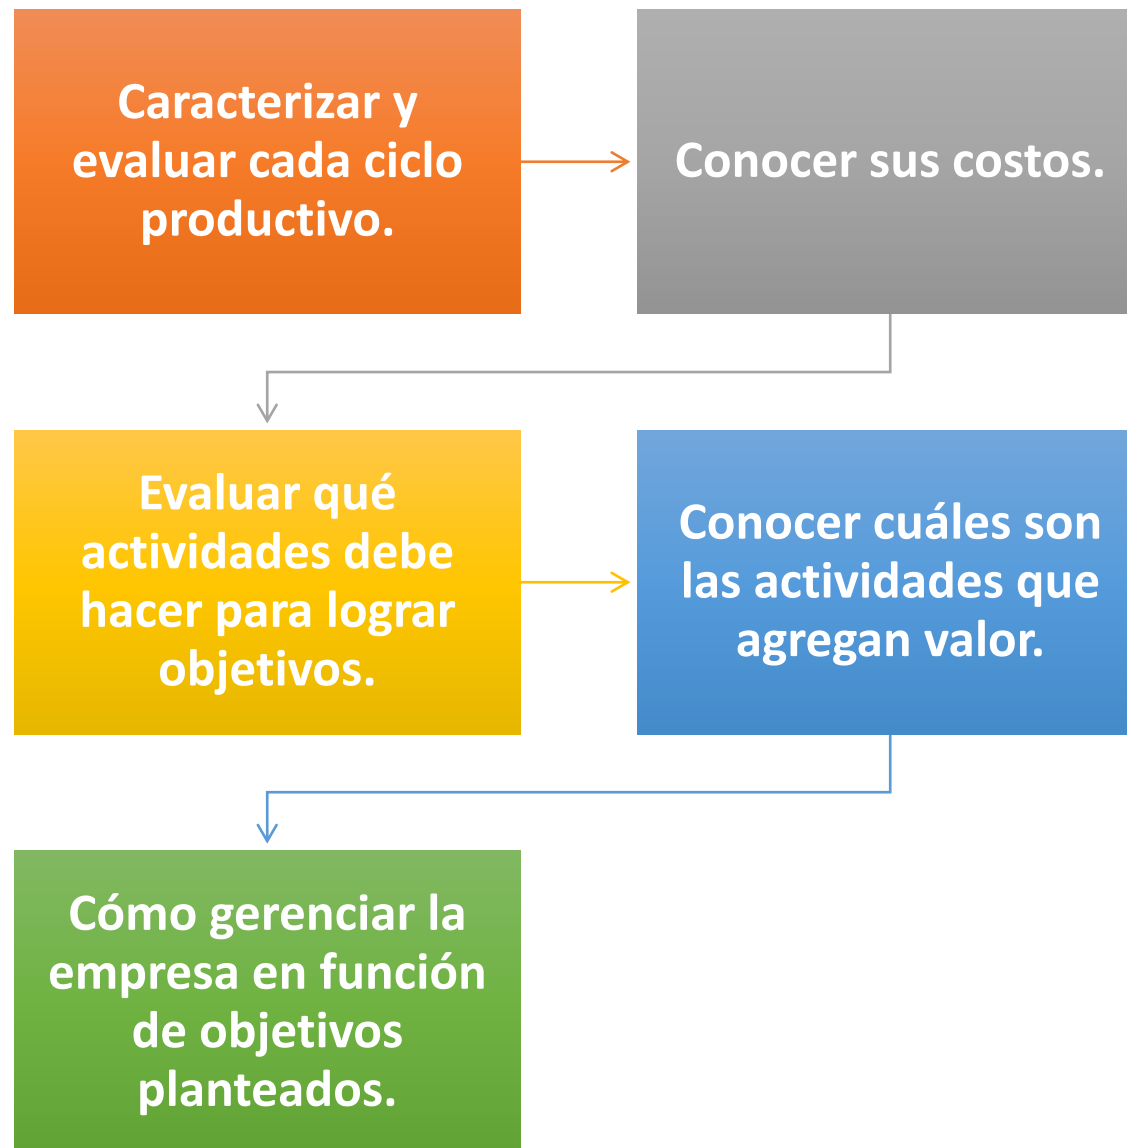 Caracterizar y
evaluar cada ciclo
productivo.
Conocer sus costos.
Evaluar qué
actividades debe
hacer para lograr
objetivos.
Conocer cuáles son
las actividades que
agregan valor.
Cómo gerenciar la
empresa en función
de objetivos
planteados.